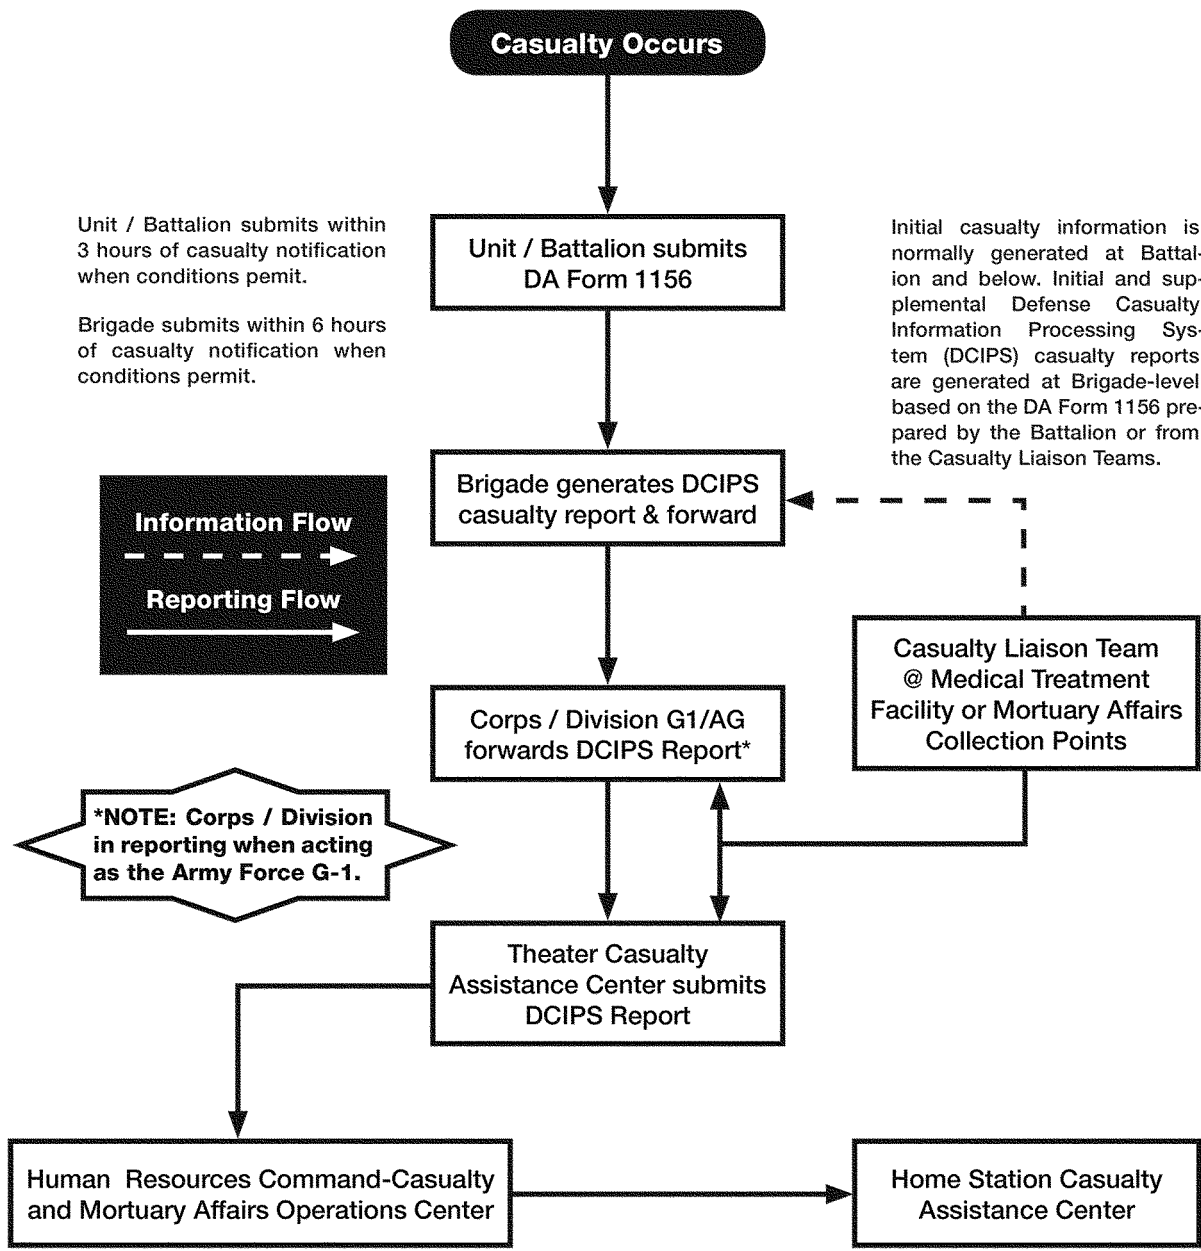 Casualty Occurs
Unit / Battalion submits within
3 hours of casualty notification
when conditions pemit.
Brigade submits within 6 hours
of casualty notification when
conditions permit.
Unit / Battalion submits
DA Form 1156
Initial casualty information is
normally generated at Battal-
ion and below. Initial and sup-
plemental Defense Casualty
Information Processing Sys-
tem (DCIPS) casualty reports
are generated at Brigade-level
based on the DA Form 1156 pre-
pared by the Battalion or from
the Casualty Liaison Teams.
Brigade generates DCIPS
casualty report & forward
Information Flow
Reporting Flow
Casualty Liaison Team
@ Medical Treatment
Facility or Mortuary Affairs
Collection Points
Corps / Division G1/AG
forwards DCIPS Report*
*NOTE: Corps / Division
in reporting when acting
as the Army Force G-1.
Theater Casualty
Assistance Center submits
DCIPS Report
Human Resources Command-Casualty
and Mortuary Affairs Operations Center
Home Station Casualty
Assistance Center